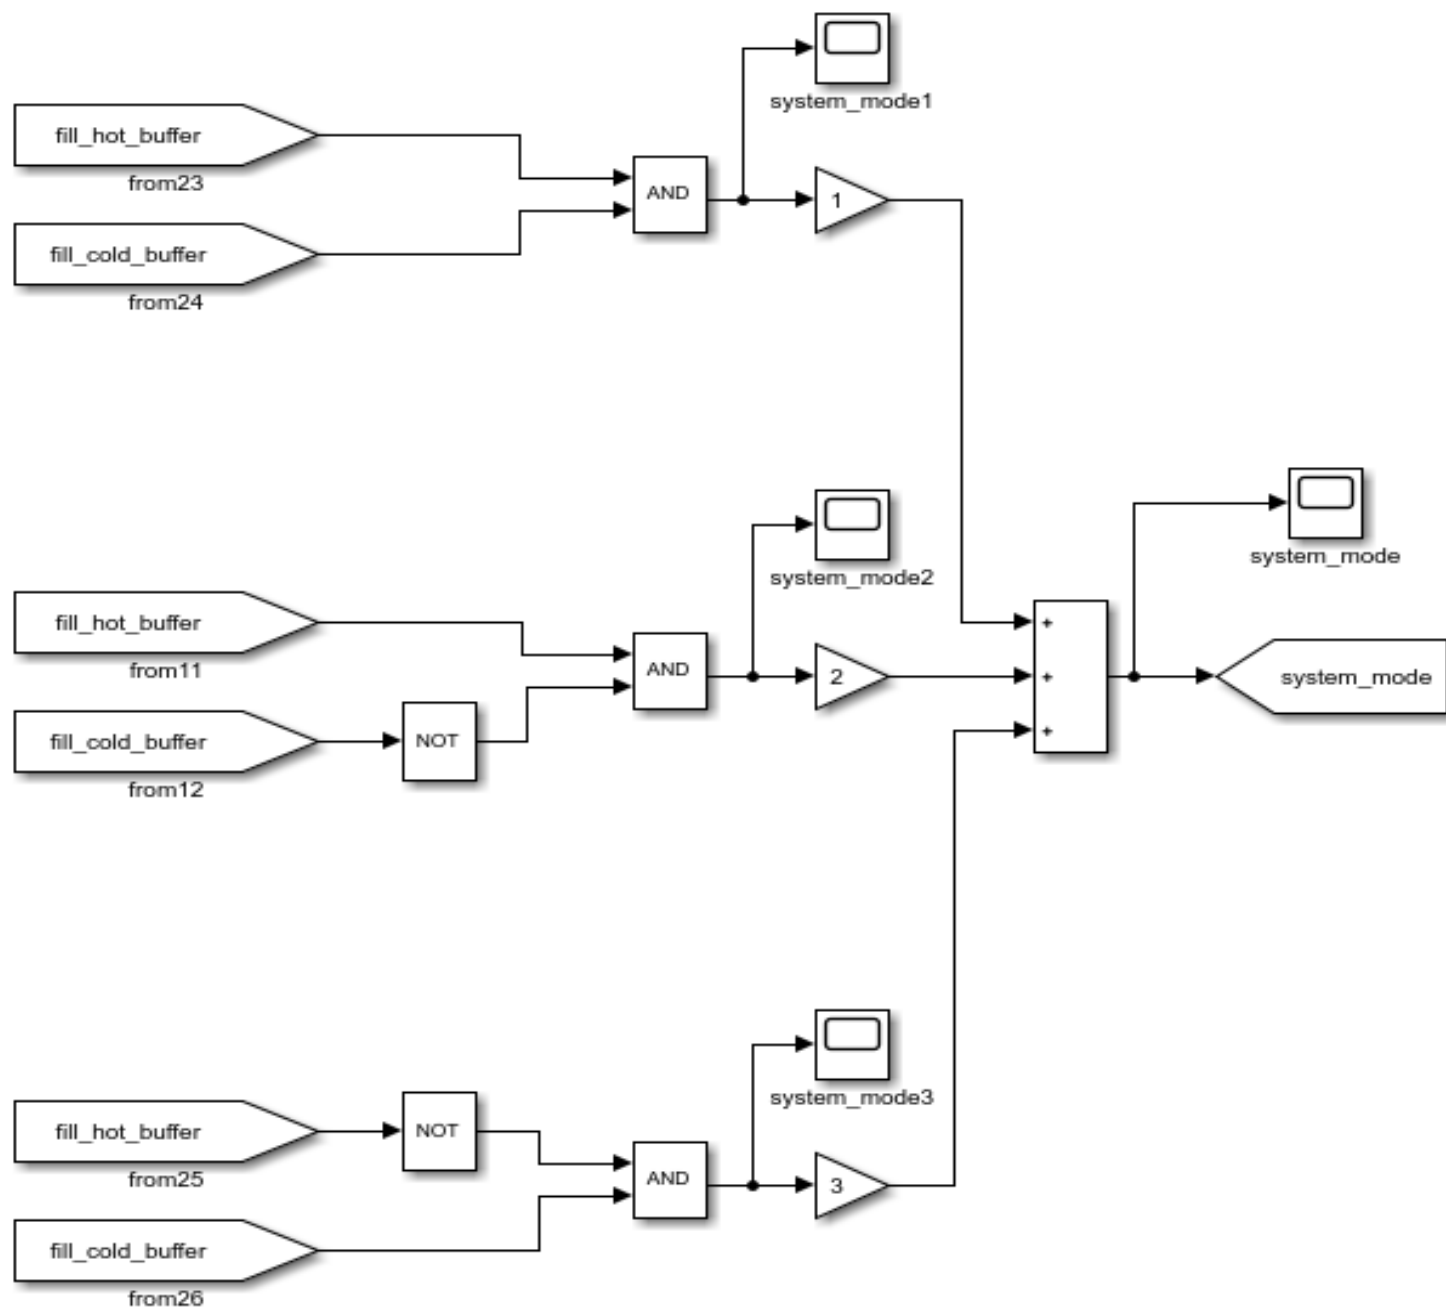 system_mode1
fill_hot_buffer
from23
AND
1
fill_cold_buffer
from24
system_mode2
system_mode
fill_hot_buffer
from11
AND
2
+
+
+
system_mode
fill_cold_buffer
NOT
from12
system_mode3
fill_hot_buffer
NOT
from25
AND
3
fill_cold_buffer
from26